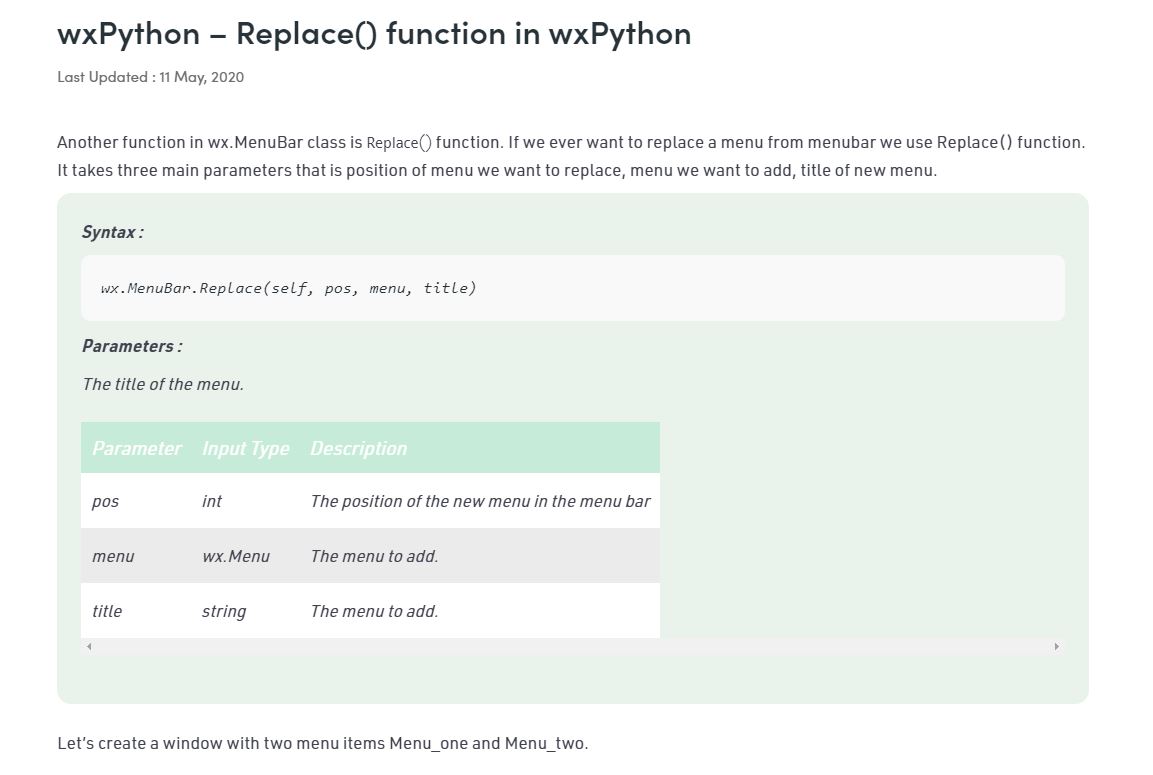 wxPython – Replace() function in wxPython
Last Updated : 11 May, 2020
Another function in wx.MenuBar class is Replace() function. If we ever want to replace a menu from menubar we use Replace() function.
It takes three main parameters that is position of menu we want to replace, menu we want to add, title of new menu.
Syntax :
wx.MenuBar.Replace(self, pos, menu, title)
Parameters :
The title of the menu.
Parameter Input Type Description
pos int The position of the new menu in the menu bar
menu wx.Menu The menu to add.
title string The menu to add.
Let’s create a window with two menu items Menu_one and Menu_two.